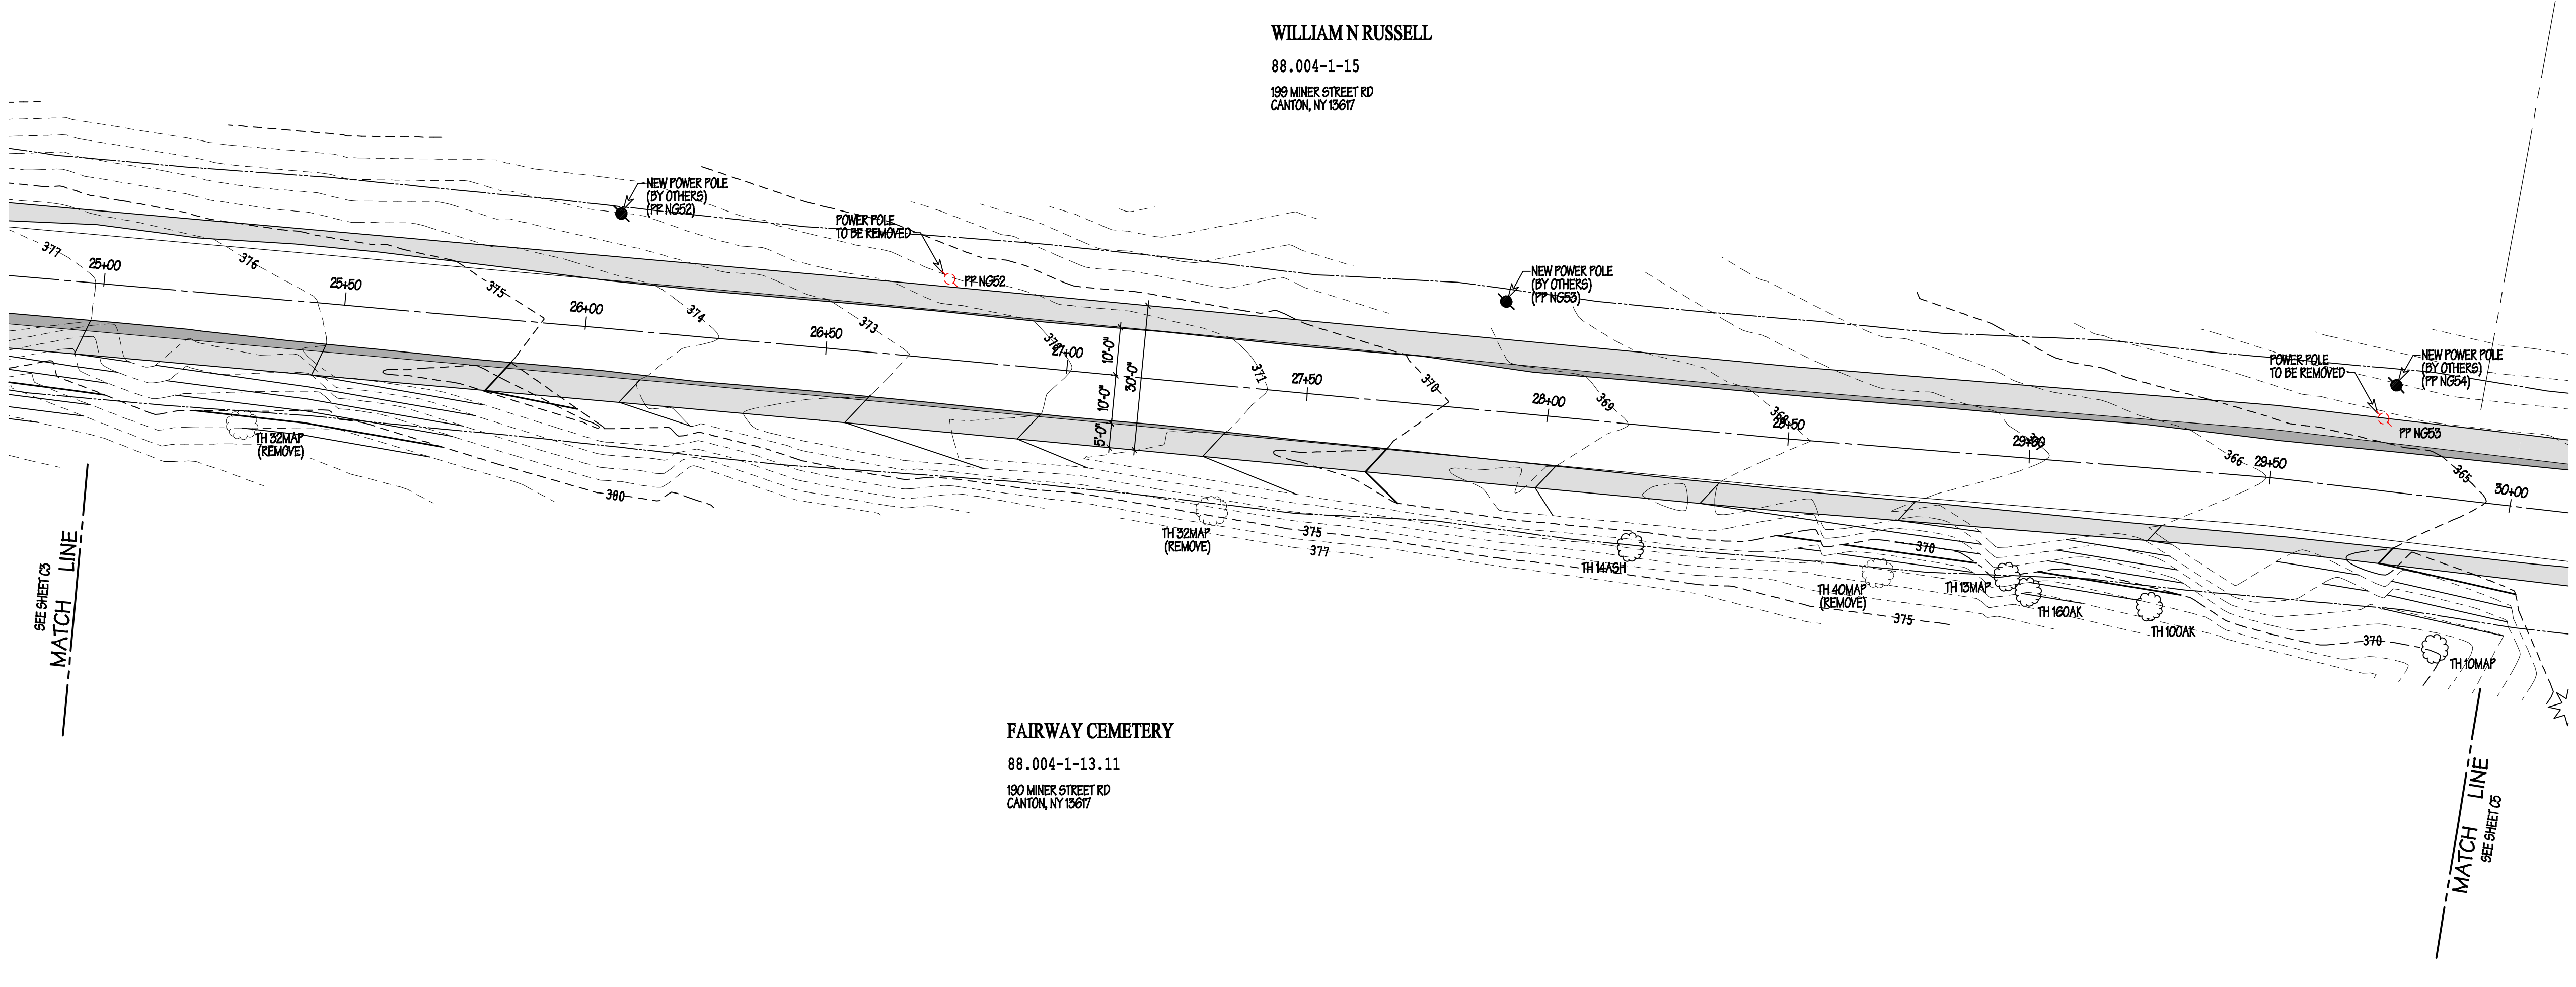 WILLIAM N RUSSELL
88.004-1-15
199 MINER STREET RD
CANTON, NY 13617
NEW POWER POLE
(BY OTHERS)
(PP NG52)
POWER POLE
TO BE REMOVED
PP NG52
NEW POWER POLE
(BY OTHERS)
(PP NG53)
POWER POLE
TO BE REMOVED
PP NG53
NEW POWER POLE
(BY OTHERS)
(PP NG54)
377
376
375
374
373
371
370
369
366
365
25+00
25+50
26+00
26+50
27+00
27+50
28+00
28+50
29+50
30+00
10'-0"
10'-0"
5'-0"
30'-0"
TH 32MAP
(REMOVE)
380
TH 32MAP
(REMOVE)
375
377
TH 14ASH
TH 40MAP
(REMOVE)
370
TH 13MAP
TH 16OAK
TH 10OAK
375
370
TH 10MAP
SEE SHEET C3
MATCH LINE
MATCH LINE
SEE SHEET C5
FAIRWAY CEMETERY
88.004-1-13.11
190 MINER STREET RD
CANTON, NY 13617